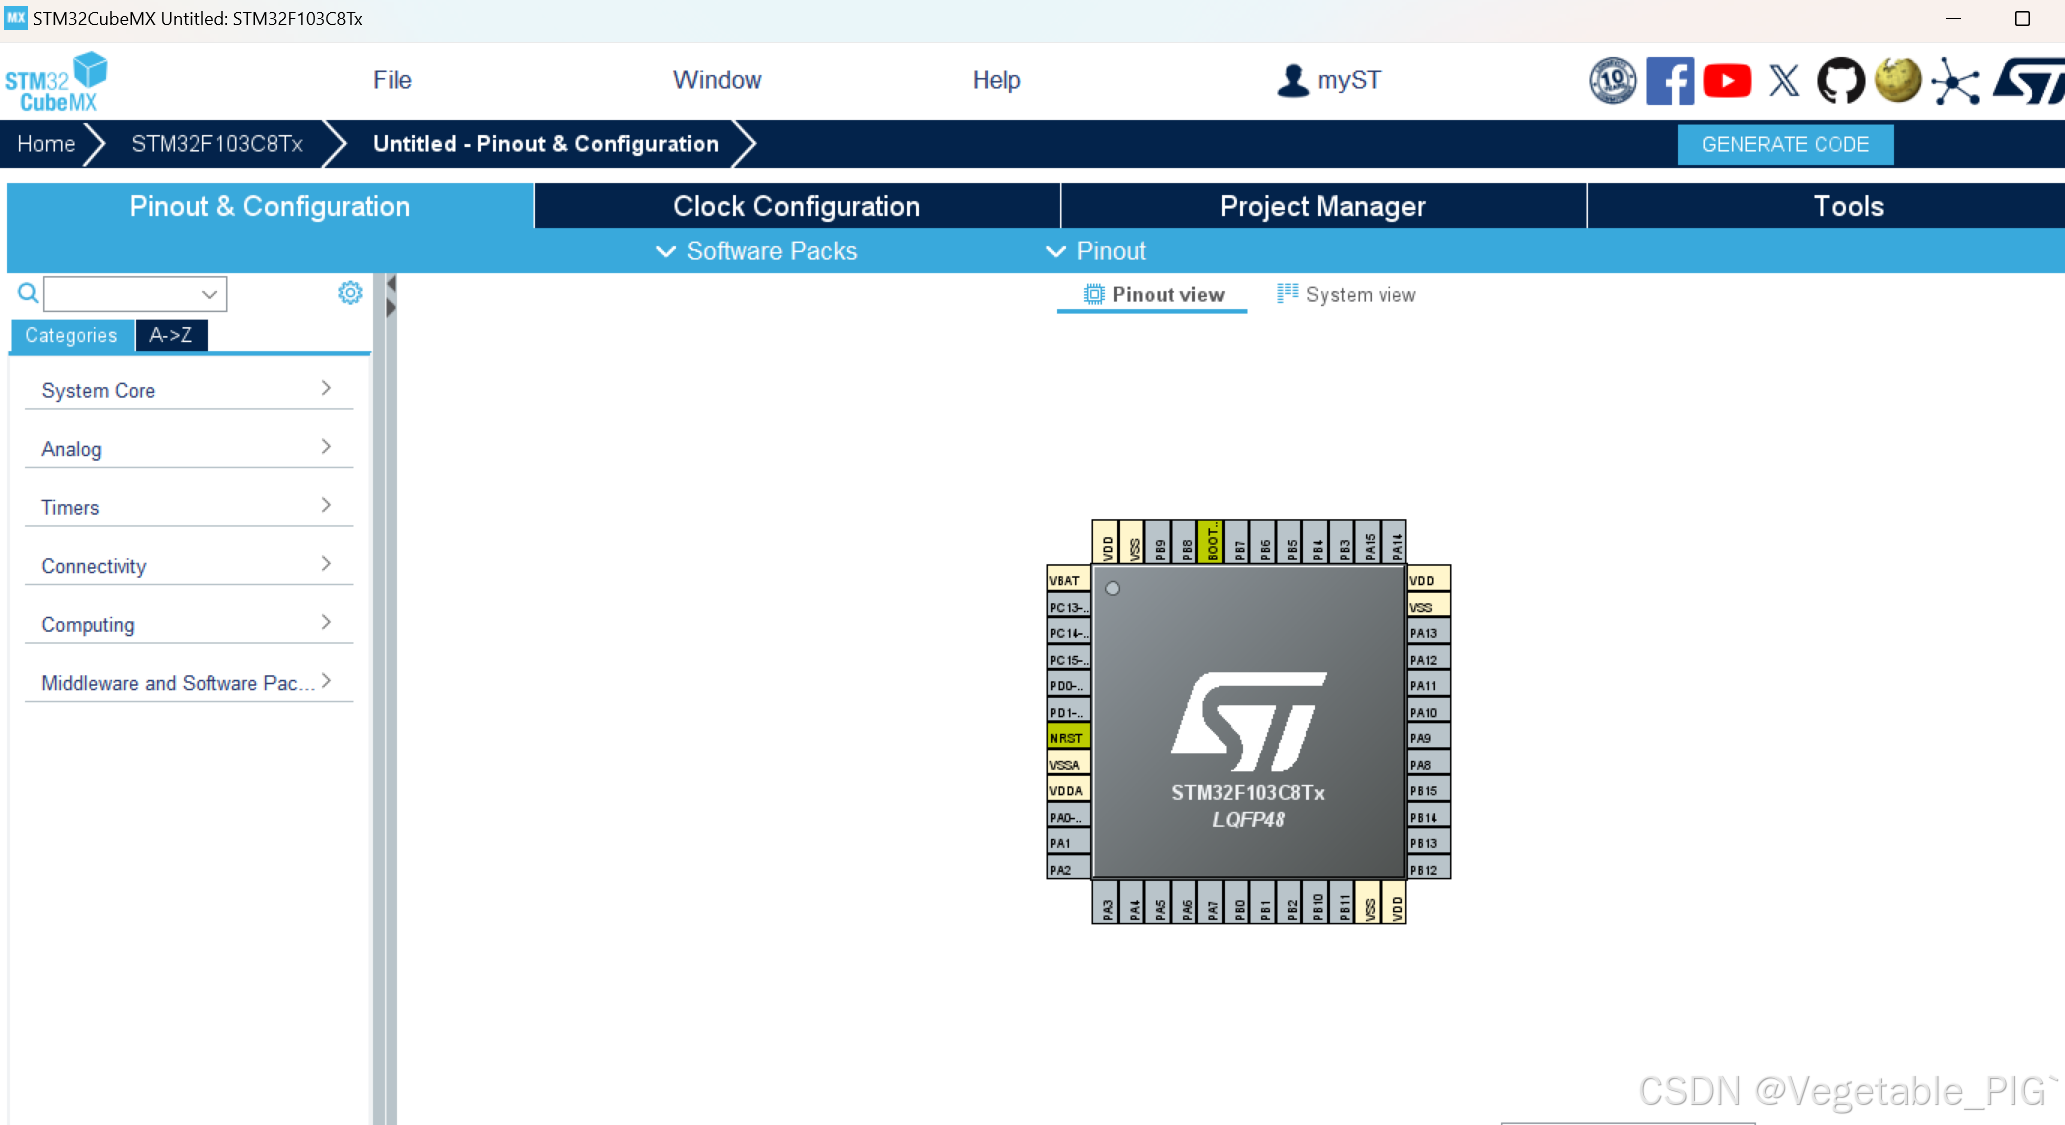 MX STM32CubeMX Untitled: STM32F103C8Tx
STM32
CubeMX
File
Window
Help
myST
10
Home
STM32F103C8Tx
Untitled - Pinout & Configuration
GENERATE CODE
Pinout & Configuration
Clock Configuration
Project Manager
Tools
Software Packs
Pinout
Categories
A->Z
Pinout view
System view
System Core
Analog
Timers
Connectivity
Computing
Middleware and Software Pac...
VDD
VSS
PB9
PB8
BOOT..
PB7
PB6
PB5
PB4
PB3
PA15
PA14
VBAT
PC13-..
PC14-..
PC15-..
PD0-..
PD1-..
NRST
VSSA
VDDA
PA0-..
PA1
PA2
VDD
VSS
PA13
PA12
PA11
PA10
PA9
PA8
PB15
PB14
PB13
PB12
STM32F103C8Tx
LQFP48
PA3
PA4
PA5
PA6
PA7
PB0
PB1
PB2
PB10
PB11
VSS
VDD
CSDN @Vegetable_PIG`